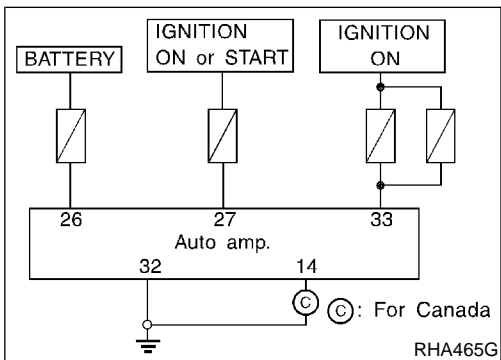 BATTERY
IGNITION
ON or START
IGNITION
ON
26
27
33
Auto amp.
32
14
C
C : For Canada
RHA465G